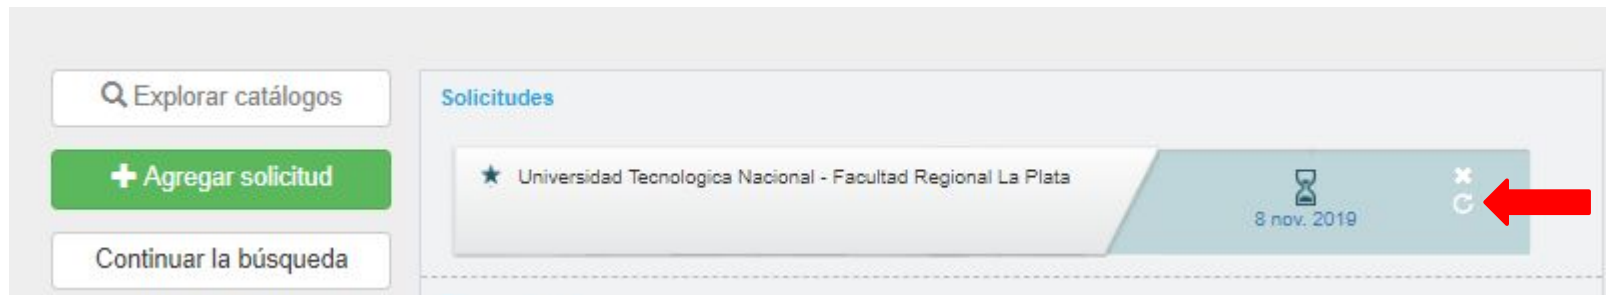 Explorar catálogos
Agregar solicitud
Continuar la búsqueda
Solicitudes
Universidad Tecnologica Nacional - Facultad Regional La Plata
8 nov. 2019